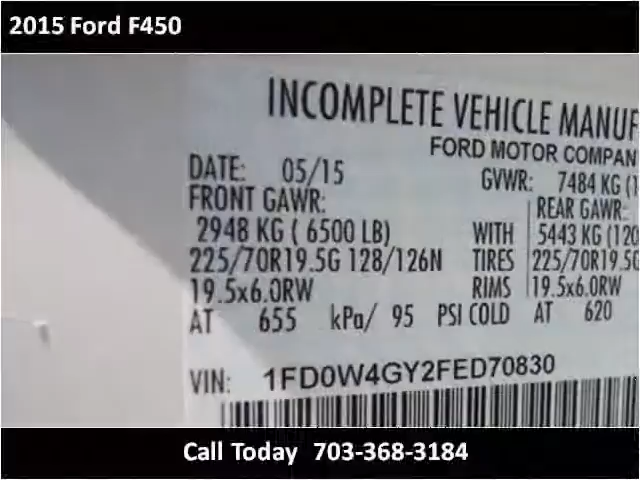 2015 Ford F450
INCOMPLETE VEHICLE MANUF
FORD MOTOR COMPAN
DATE: 05/15 GVWR: 7484 KG (1
FRONT GAWR: REAR GAWR:
2948 KG ( 6500 LB) WITH 5443 KG (120
225/70R19.5G 128/126N TIRES 225/70R19.5G
19.5x6.0RW RIMS 19.5x6.0RW
AT 655 kPa/ 95 PSI COLD AT 620
VIN: 1FD0W4GY2FED70830
Call Today 703-368-3184